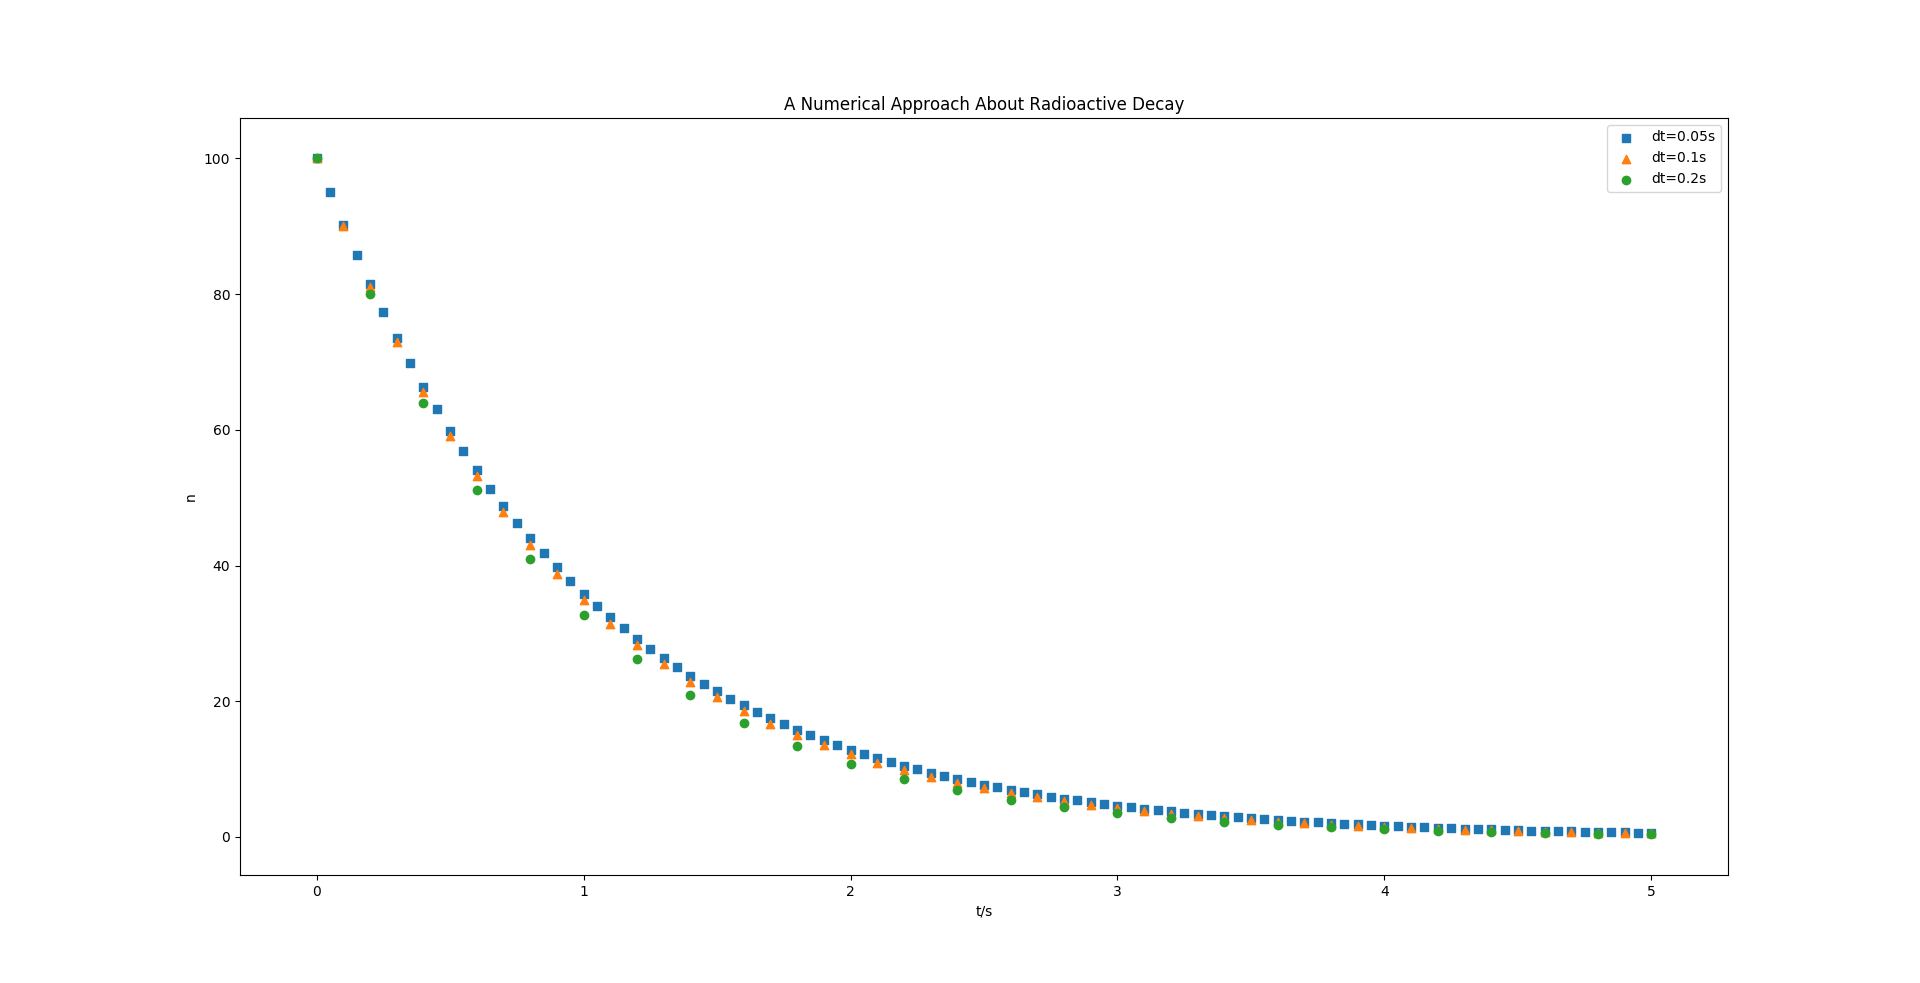 A Numerical Approach About Radioactive Decay
dt=0.05s
dt=0.1s
dt=0.2s
100
80
60
40
20
0
n
0 1 2 3 4 5
t/s